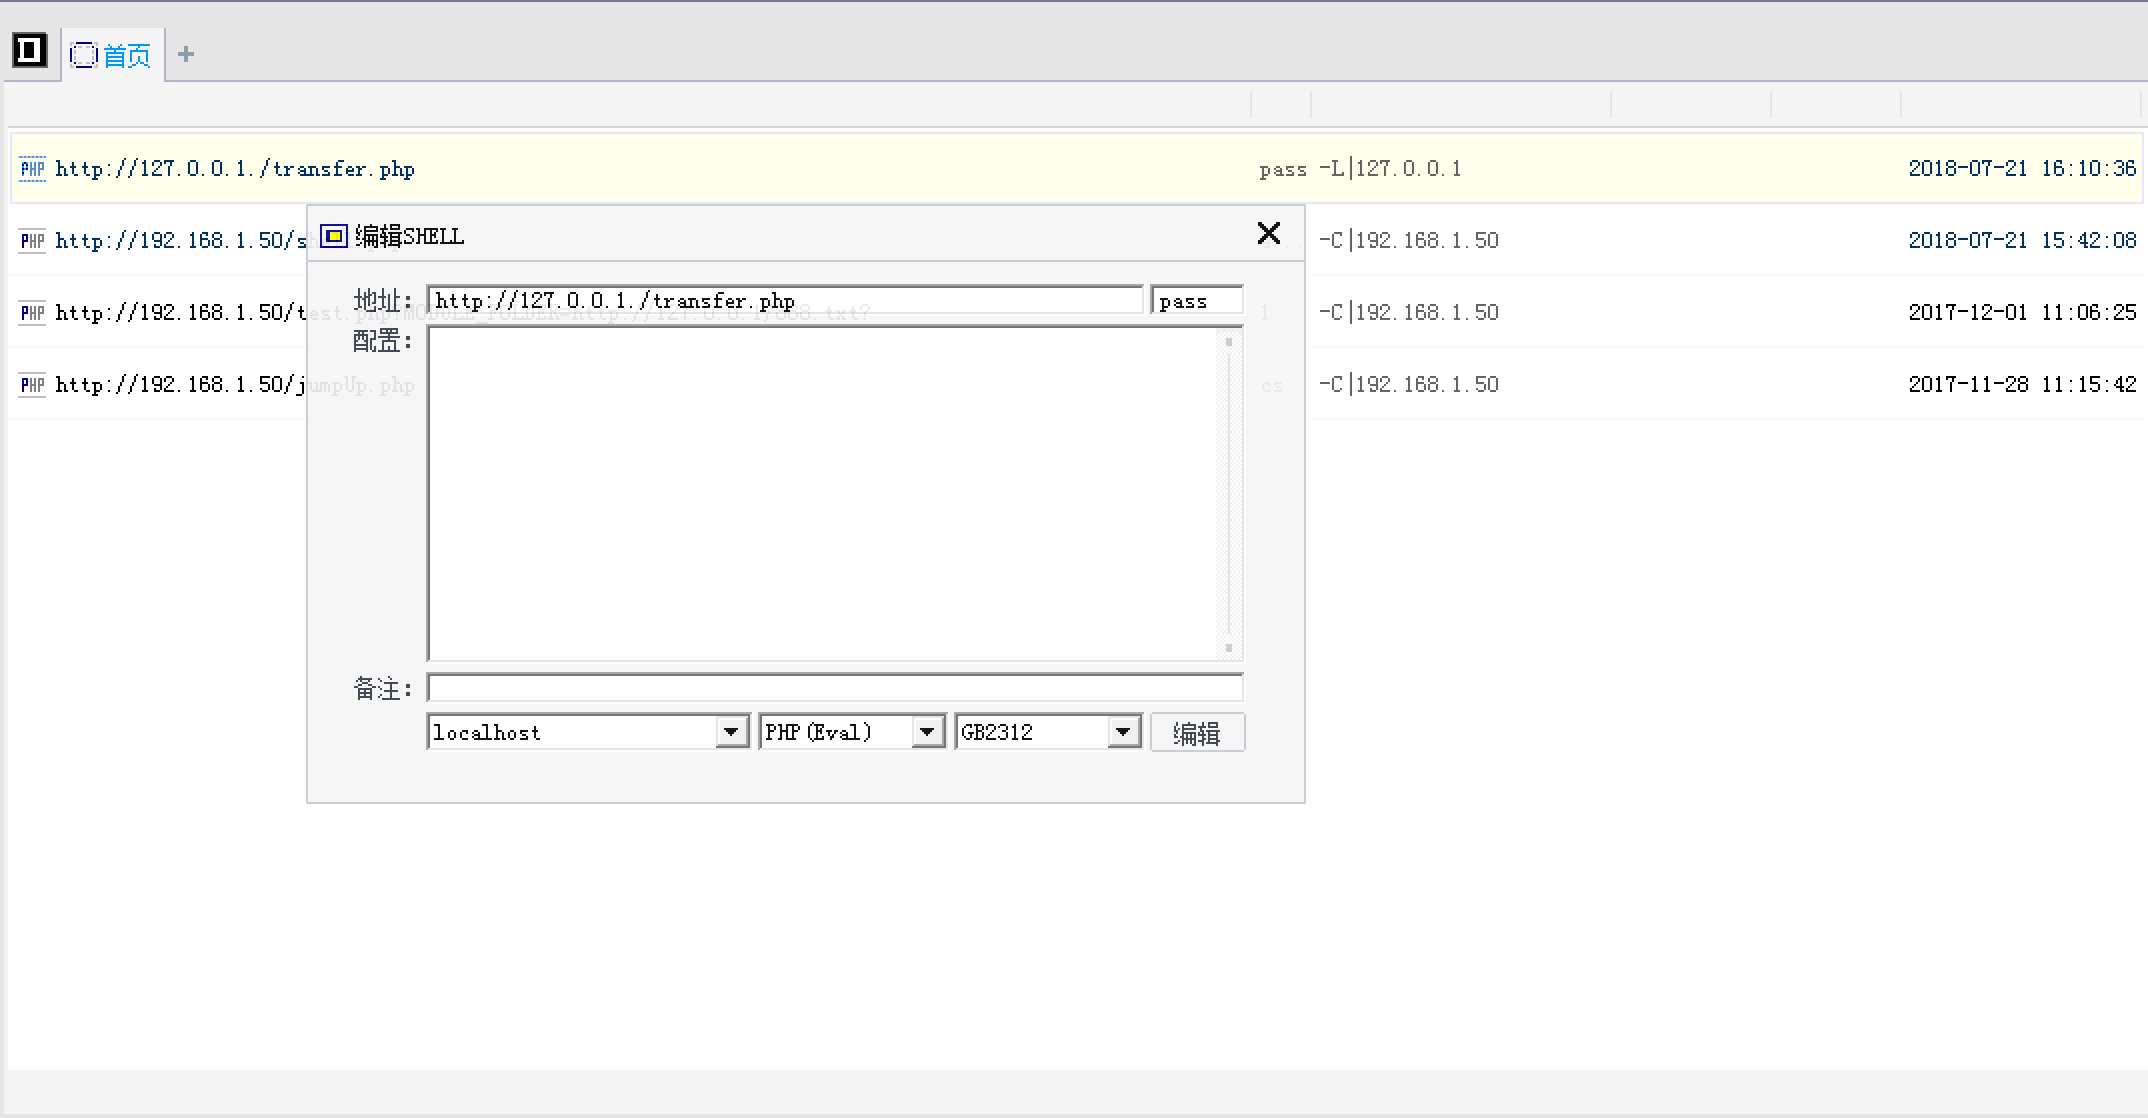 首页 +
PHP http://127.0.0.1./transfer.php pass -L|127.0.0.1 2018-07-21 16:10:36
编辑SHELL
PHP http://192.168.1.50/s -C|192.168.1.50 2018-07-21 15:42:08
地址: http://127.0.0.1./transfer.php pass
PHP http://192.168.1.50/test.php?MODULE_FOLDER=http://127.0.0.1/ .txt? 1 -C|192.168.1.50 2017-12-01 11:06:25
配置:
PHP http://192.168.1.50/jumpUp.php cs -C|192.168.1.50 2017-11-28 11:15:42
备注:
localhost PHP(Eval) GB2312 编辑